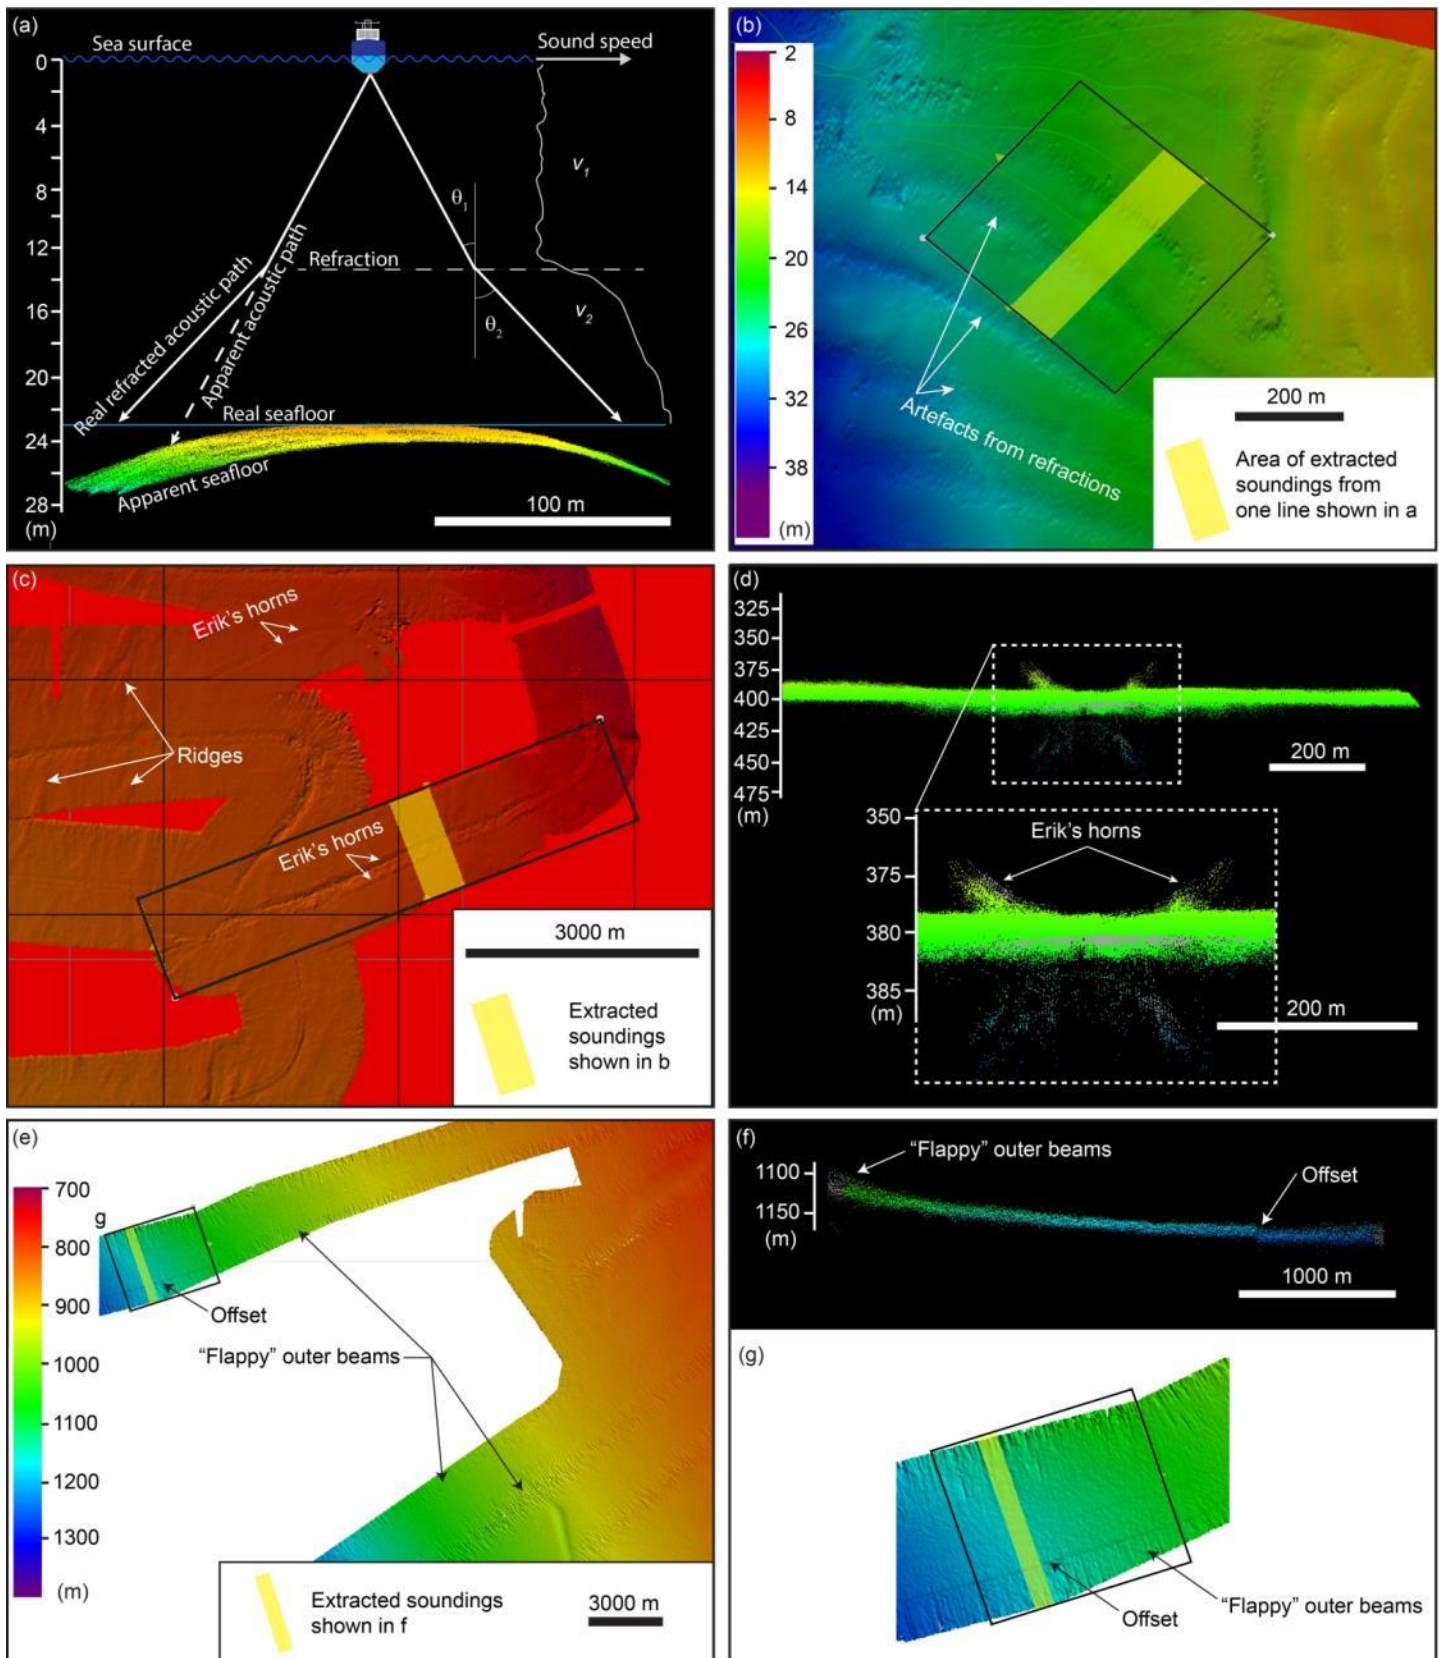 (a)
Sea surface
Sound speed
0
4
8
12
16
20
24
28
(m)
v1
θ1
Refraction
v2
θ2
Real refracted acoustic path
Apparent acoustic path
Real seafloor
Apparent seafloor
100 m
(b)
2
8
14
20
26
32
38
(m)
Artefacts from refractions
200 m
Area of extracted
soundings from
one line shown in a
(c)
Erik's horns
Ridges
Erik's horns
3000 m
Extracted
soundings
shown in b
(d)
325
350
375
400
425
450
475
(m)
200 m
350
375
380
385
(m)
Erik's horns
200 m
(e)
700
800
900
1000
1100
1200
1300
(m)
g
Offset
"Flappy" outer beams
Extracted soundings
shown in f
3000 m
(f)
"Flappy" outer beams
1100
1150
(m)
Offset
1000 m
(g)
"Flappy" outer beams
Offset